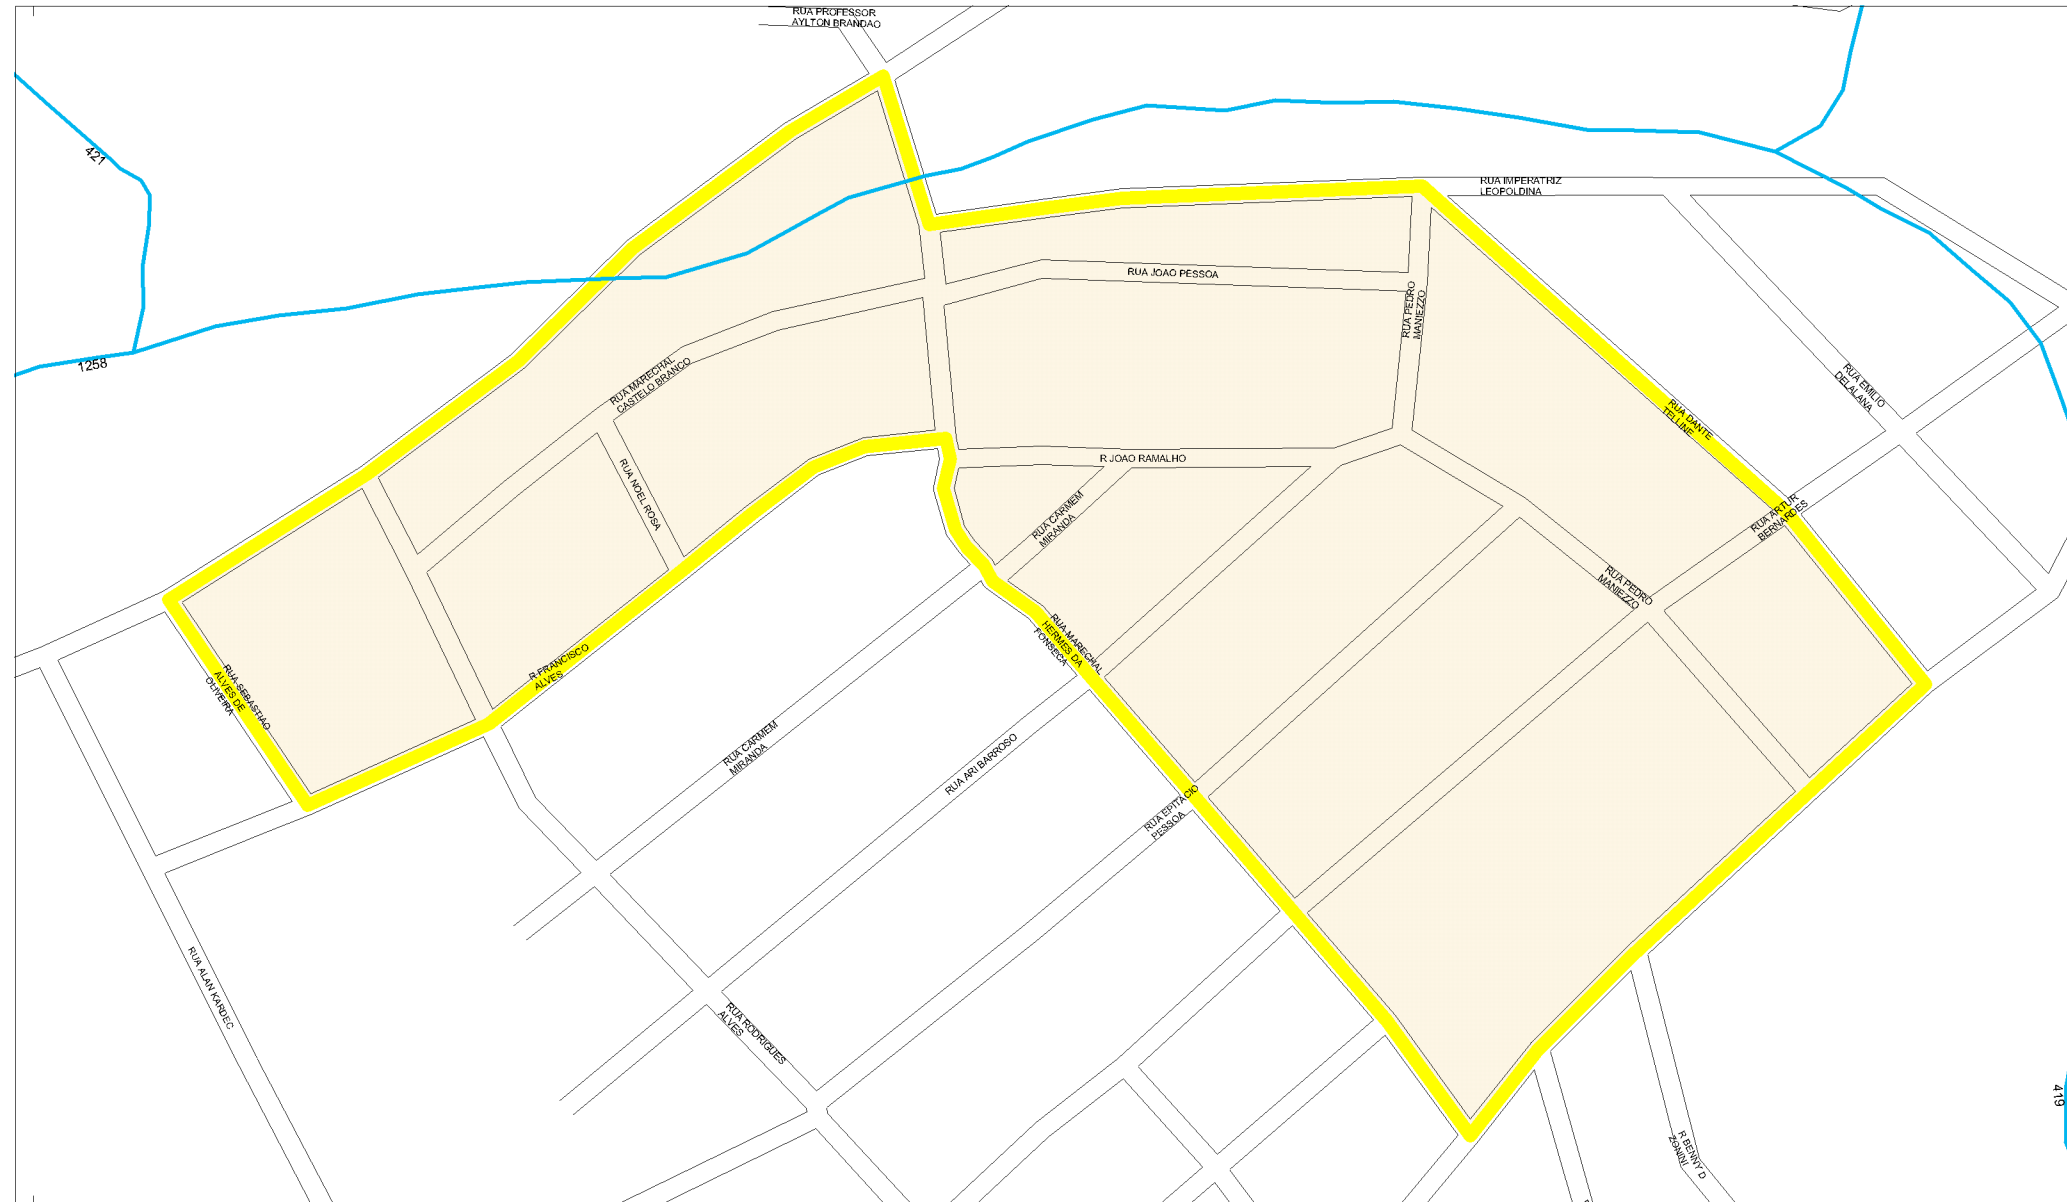 RUA PROFESSOR
AYLTON BRANDAO
421
RUA IMPERATRIZ
LEOPOLDINA
RUA JOAO PESSOA
RUA PEDRO
MANIEZZO
1258
RUA MARECHAL
CASTELO BRANCO
RUA EMILIO
DELALANA
RUA DANTE
TELLINE
R JOAO RAMALHO
RUA NOEL ROSA
RUA CARMEM
MIRANDA
RUA ARTUR
BERNARDES
RUA PEDRO
MANIEZZO
RUA MARECHAL
HERMES DA
FONSECA
R FRANCISCO
ALVES
RUA SEBASTIAO
ALVES DE
OLIVEIRA
RUA CARMEM
MIRANDA
RUA ARI BARROSO
RUA EPITACIO
PESSOA
RUA ALAN KARDEC
RUA RODRIGUES
ALVES
419
R BENNY D
ZONINI